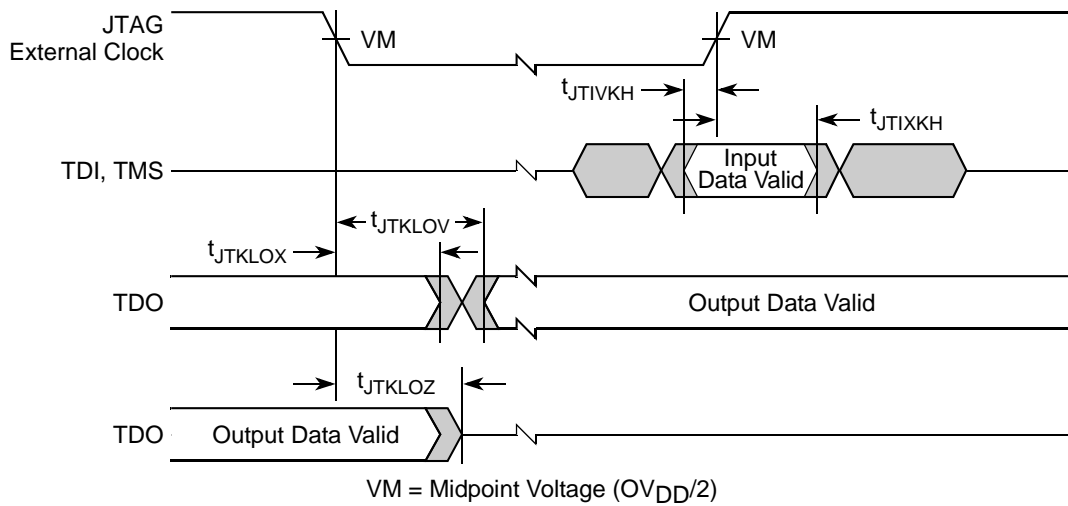 JTAG
External Clock
VM
VM
tJTIVKH
tJTIXKH
TDI, TMS
Input
Data Valid
tJTKLOV
tJTKLOX
TDO
Output Data Valid
tJTKLOZ
TDO
Output Data Valid
VM = Midpoint Voltage (OVDD/2)